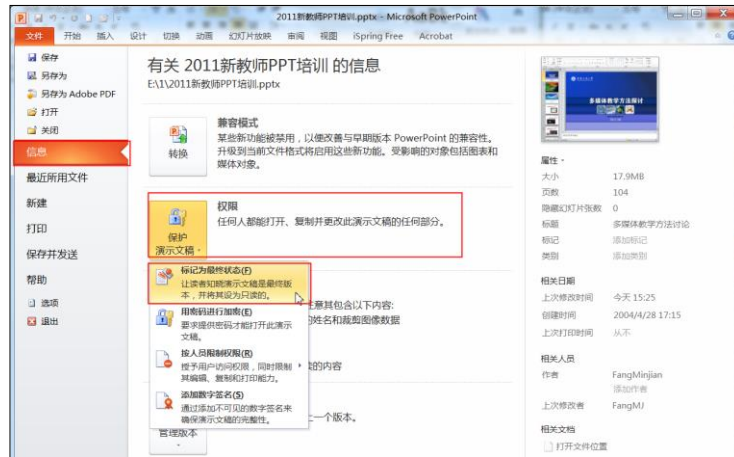 2011新教师PPT培训.pptx - Microsoft PowerPoint
文件 开始 插入 设计 切换 动画 幻灯片放映 审阅 视图 iSpring Free Acrobat
保存
另存为
另存为 Adobe PDF
打开
关闭
信息
最近所用文件
新建
打印
保存并发送
帮助
选项
退出
有关 2011新教师PPT培训 的信息
E:\1\2011新教师PPT培训.pptx
转换
兼容模式
某些新功能被禁用，以便改善与早期版本 PowerPoint 的兼容性。
升级到当前文件格式将启用这些新功能。受影响的对象包括图表和
媒体对象。
保护
演示文稿
权限
任何人都能打开、复制并更改此演示文稿的任何部分。
标记为最终状态(F)
让读者知晓演示文稿是最终版
本，并将其设为只读的。
用密码进行加密(E)
要求提供密码才能打开此演示
文稿。
按人员限制权限(R)
授予用户访问权限，同时限制
其编辑、复制和打印能力。
添加数字签名(S)
通过添加不可见的数字签名来
确保演示文稿的完整性。
意其包含以下内容:
的姓名和裁剪图像数据
的内容
上一个版本。
管理版本
多媒体教学方法探讨
属性
大小 17.9MB
页数 104
隐藏幻灯片张数 0
标题 多媒体教学方法讨论
标记 添加标记
类别 添加类别
相关日期
上次修改时间 今天 15:25
创建时间 2004/4/28 17:15
上次打印时间 从不
相关人员
作者 FangMinjian
添加作者
上次修改者 FangMJ
相关文档
打开文件位置